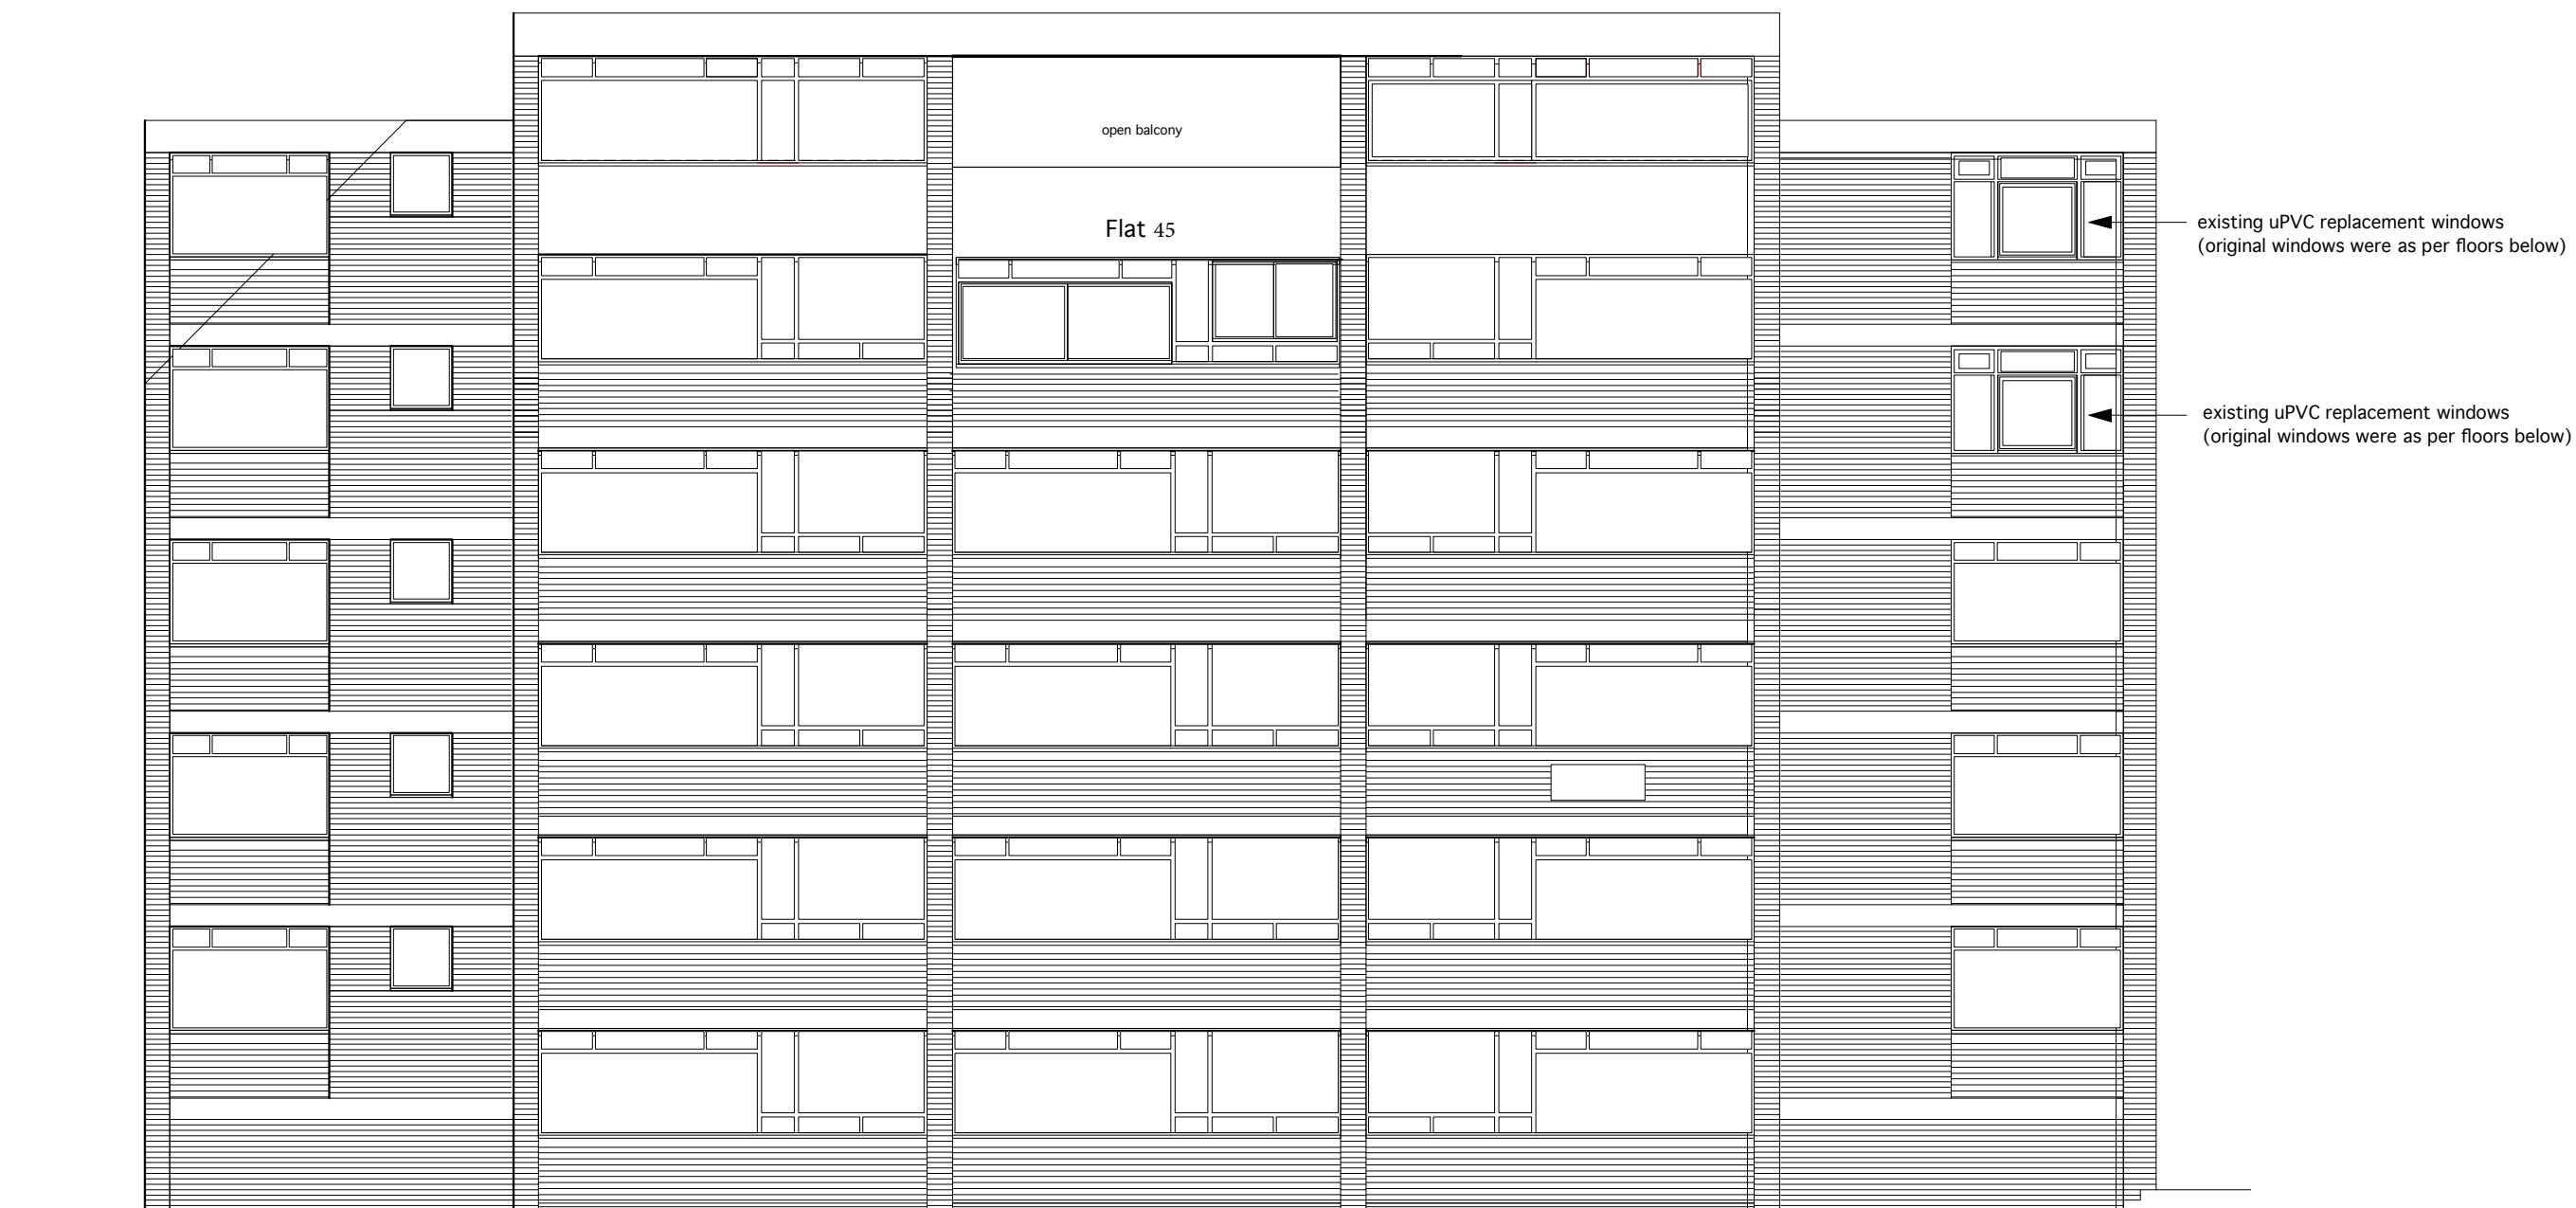 open balcony
Flat 45
existing uPVC replacement windows
(original windows were as per floors below)
existing uPVC replacement windows
(original windows were as per floors below)